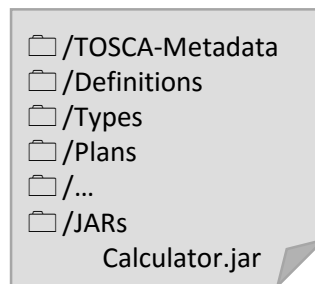 /TOSCA-Metadata
/Definitions
/Types
/Plans
/...
/JARs
Calculator.jar